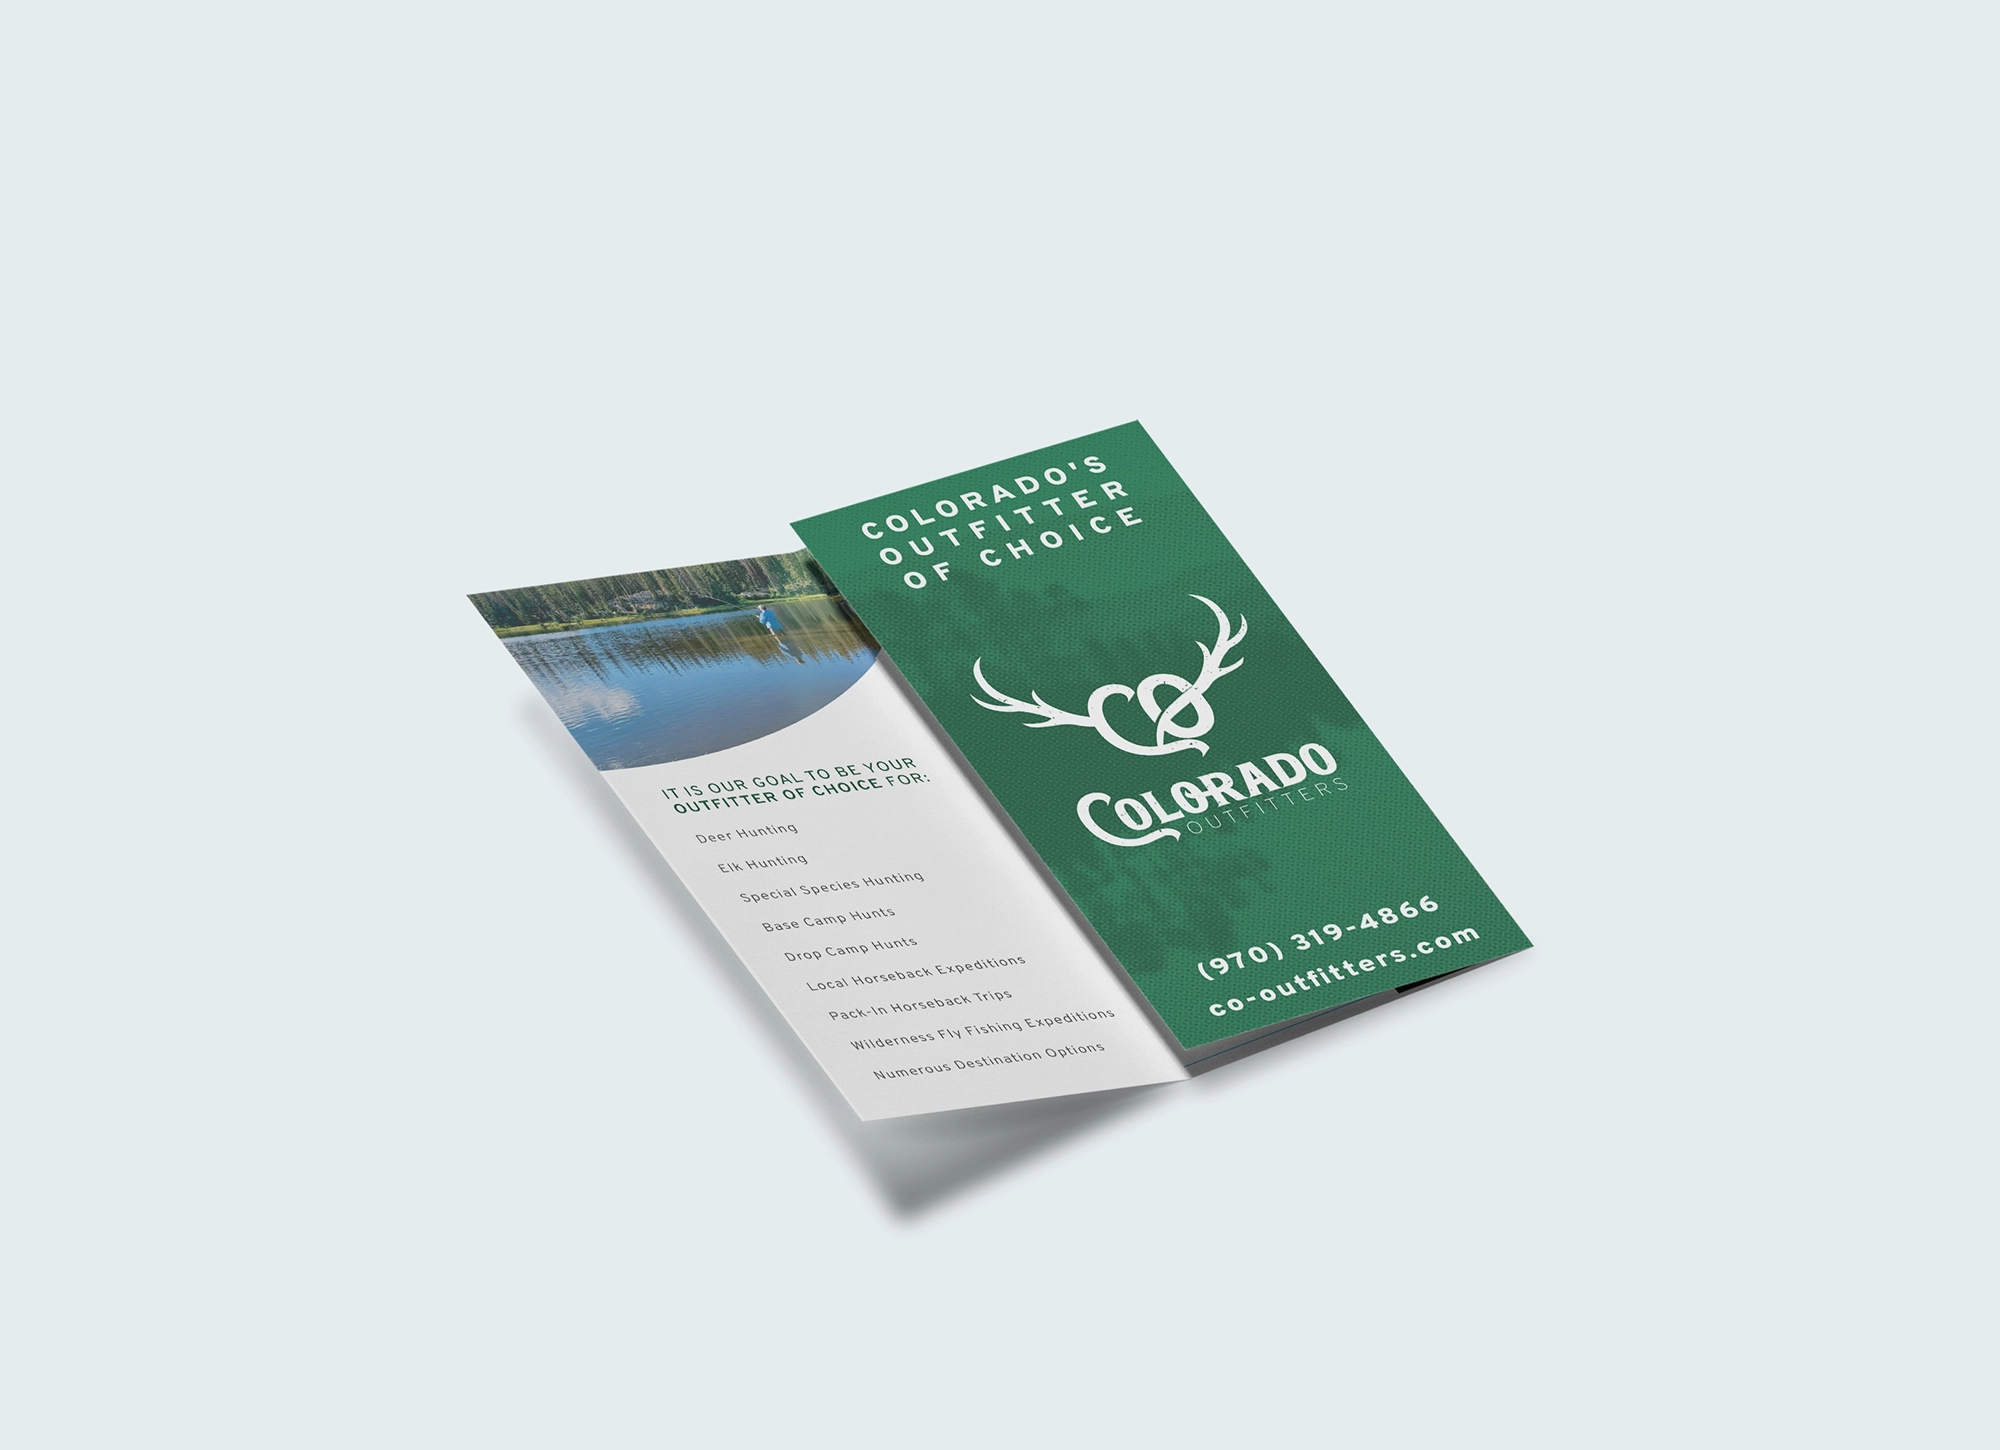 COLORADO'S
OUTFITTER
OF CHOICE
CO
COLORADO
OUTFITTERS
(970) 319-4866
co-outfitters.com
IT IS OUR GOAL TO BE YOUR
OUTFITTER OF CHOICE FOR:
Deer Hunting
Elk Hunting
Special Species Hunting
Base Camp Hunts
Drop Camp Hunts
Local Horseback Expeditions
Pack-In Horseback Trips
Wilderness Fly Fishing Expeditions
Numerous Destination Options